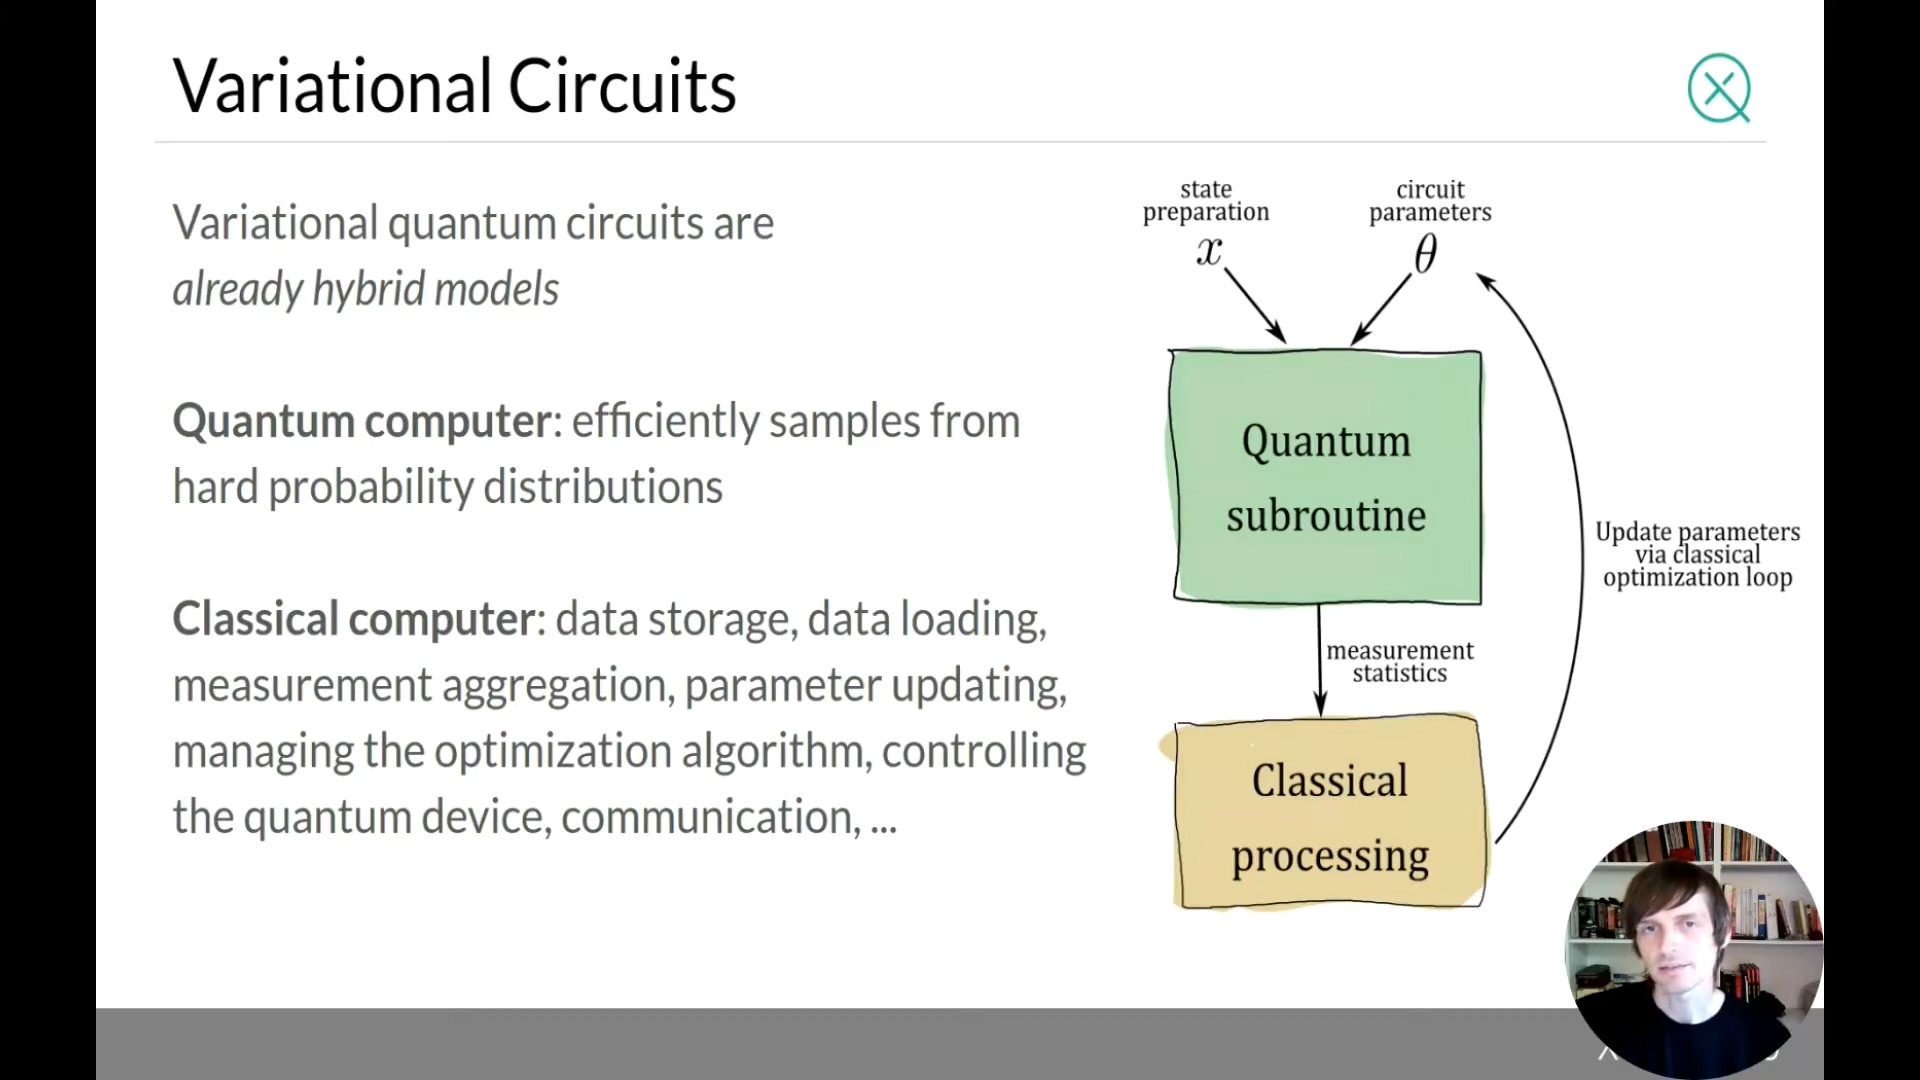 Variational Circuits
Variational quantum circuits are
already hybrid models
Quantum computer: efficiently samples from
hard probability distributions
Classical computer: data storage, data loading,
measurement aggregation, parameter updating,
managing the optimization algorithm, controlling
the quantum device, communication, ...
state
preparation
x
circuit
parameters
θ
Quantum
subroutine
measurement
statistics
Update parameters
via classical
optimization loop
Classical
processing